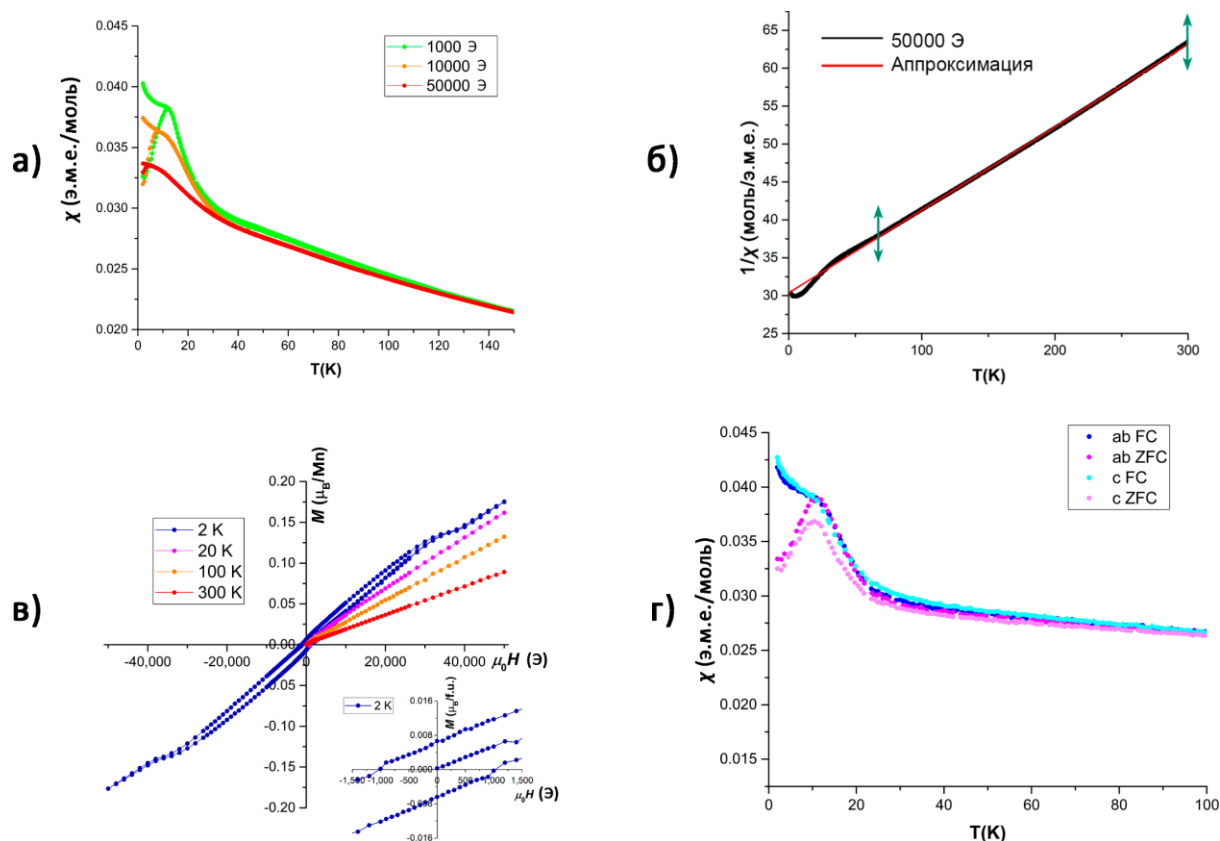 а)
χ (э.м.е./моль)
0.045
0.040
0.035
0.030
0.025
0.020
0 20 40 60 80 100 120 140
T(K)
1000 Э
10000 Э
50000 Э
б)
1/χ (моль/э.м.е.)
65
60
55
50
45
40
35
30
25
0 50 100 150 200 250 300
T(K)
50000 Э
Аппроксимация
в)
M (μB/Mn)
0.20
0.15
0.10
0.05
0.00
-0.05
-0.10
-0.15
-0.20
-40,000 -20,000 20,000 40,000
μ0H (Э)
2 K
20 K
100 K
300 K
2 K
M (μB/f.u.)
0.016
0.008
0.000
-0.008
-0.016
-1,500 -1,000 -500 0 500 1,000 1,500
μ0H (Э)
г)
χ (э.м.е./моль)
0.045
0.040
0.035
0.030
0.025
0.020
0.015
0 20 40 60 80 100
T(K)
ab FC
ab ZFC
c FC
c ZFC